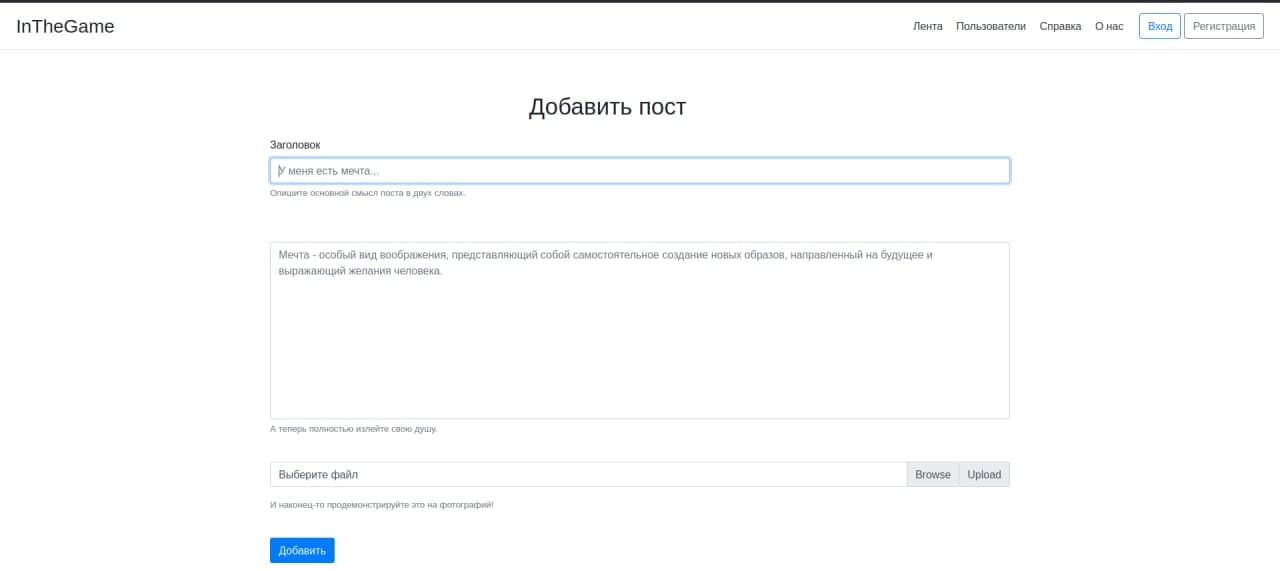 InTheGame
Лента Пользователи Справка О нас Вход Регистрация
Добавить пост
Заголовок
У меня есть мечта...
Опишите основной смысл поста в двух словах.
Мечта - особый вид воображения, представляющий собой самостоятельное создание новых образов, направленный на будущее и
выражающий желания человека.
А теперь полностью излейте свою душу.
Выберите файл Browse Upload
И наконец-то продемонстрируйте это на фотографий!
Добавить